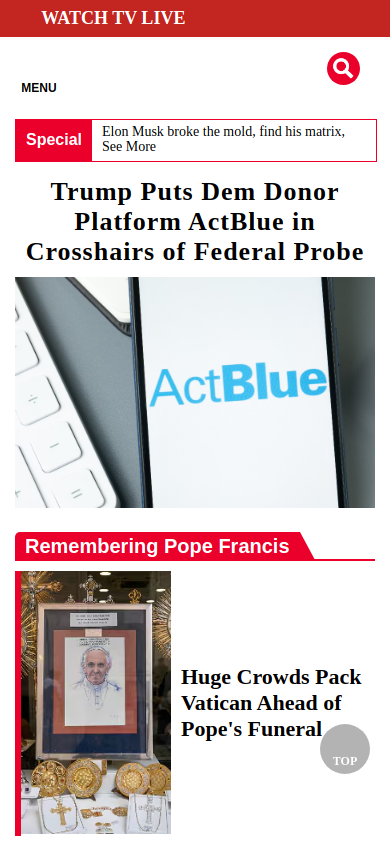 WATCH TV LIVE
MENU
Special
Elon Musk broke the mold, find his matrix,
See More
Trump Puts Dem Donor
Platform ActBlue in
Crosshairs of Federal Probe
ActBlue
Remembering Pope Francis
Huge Crowds Pack
Vatican Ahead of
Pope's Funeral
TOP